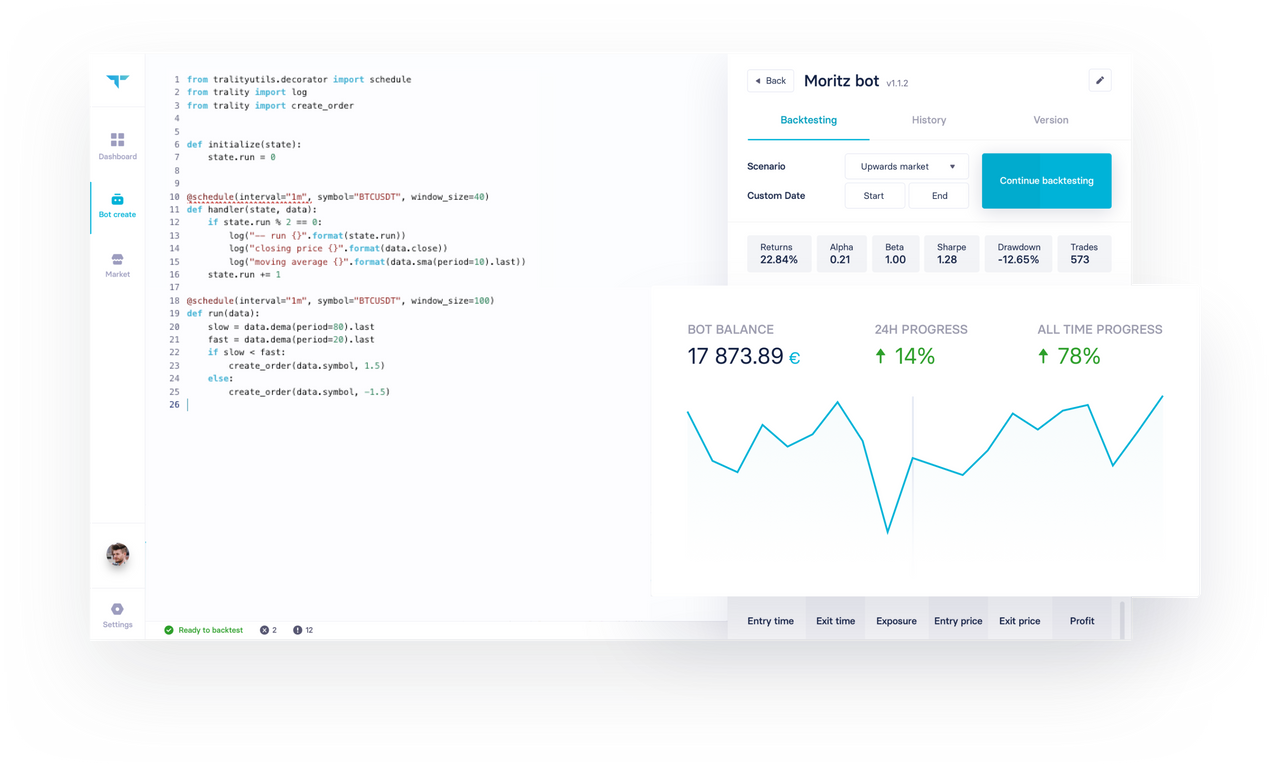 Dashboard
Bot create
Market
Settings
1 from tralityutils.decorator import schedule
2 from trality import log
3 from trality import create_order
4
5
6 def initialize(state):
7     state.run = 0
8
9
10 @schedule(interval="1m", symbol="BTCUSDT", window_size=40)
11 def handler(state, data):
12     if state.run % 2 == 0:
13         log("-- run {}".format(state.run))
14         log("closing price {}".format(data.close))
15         log("moving average {}".format(data.sma(period=10).last))
16     state.run += 1
17
18 @schedule(interval="1m", symbol="BTCUSDT", window_size=100)
19 def run(data):
20     slow = data.dema(period=80).last
21     fast = data.dema(period=20).last
22     if slow < fast:
23         create_order(data.symbol, 1.5)
24     else:
25         create_order(data.symbol, -1.5)
26
Ready to backtest 2 12
Back Moritz bot v1.1.2
Backtesting History Version
Scenario Upwards market Continue backtesting
Custom Date Start End
Returns Alpha Beta Sharpe Drawdown Trades
22.84% 0.21 1.00 1.28 -12.65% 573
BOT BALANCE 24H PROGRESS ALL TIME PROGRESS
17 873.89 € 14% 78%
Entry time Exit time Exposure Entry price Exit price Profit